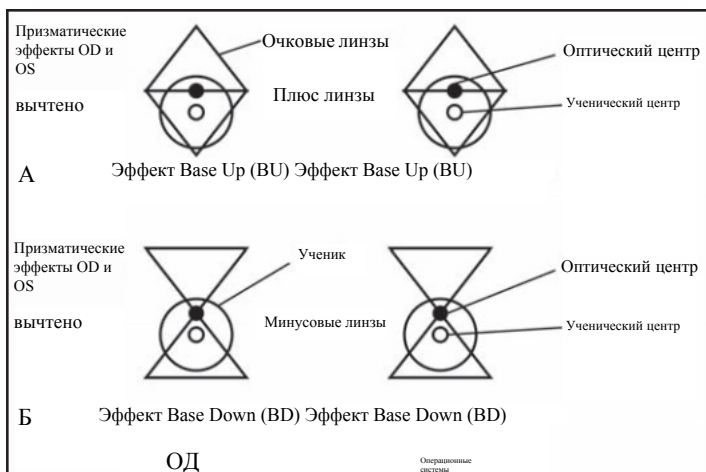 Призматические
эффекты OD и
OS
вычтено
Очковые линзы
Плюс линзы
Оптический центр
Ученический центр
А
Эффект Base Up (BU) Эффект Base Up (BU)
Призматические
эффекты OD и
OS
вычтено
Ученик
Минусовые линзы
Оптический центр
Ученический центр
Б
Эффект Base Down (BD) Эффект Base Down (BD)
ОД
Операционные
системы